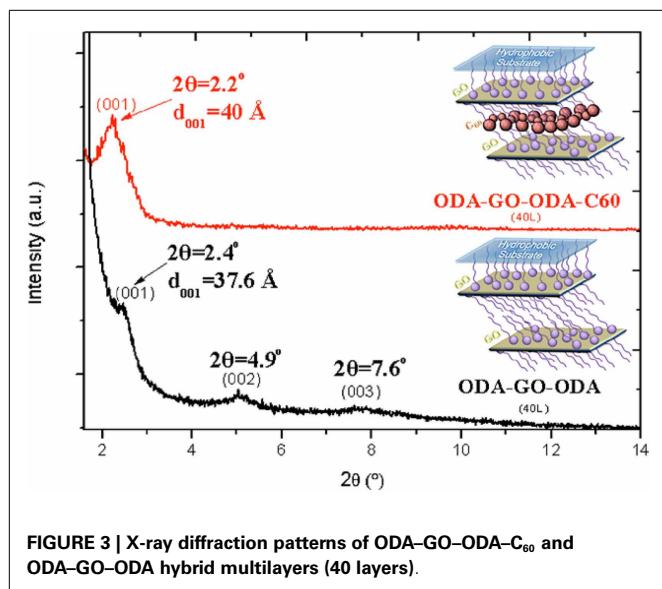 (001)
2θ=2.2°
d001=40 Å
Hydrophobic
Substrate
GO
C60
GO
ODA-GO-ODA-C60
(40L)
2θ=2.4°
d001=37.6 Å
(001)
2θ=4.9°
(002)
2θ=7.6°
(003)
Hydrophobic
Substrate
GO
GO
ODA-GO-ODA
(40L)
Intensity (a.u.)
2 4 6 8 10 12 14
2θ (°)
FIGURE 3 | X-ray diffraction patterns of ODA–GO–ODA–C60 and
ODA–GO–ODA hybrid multilayers (40 layers).